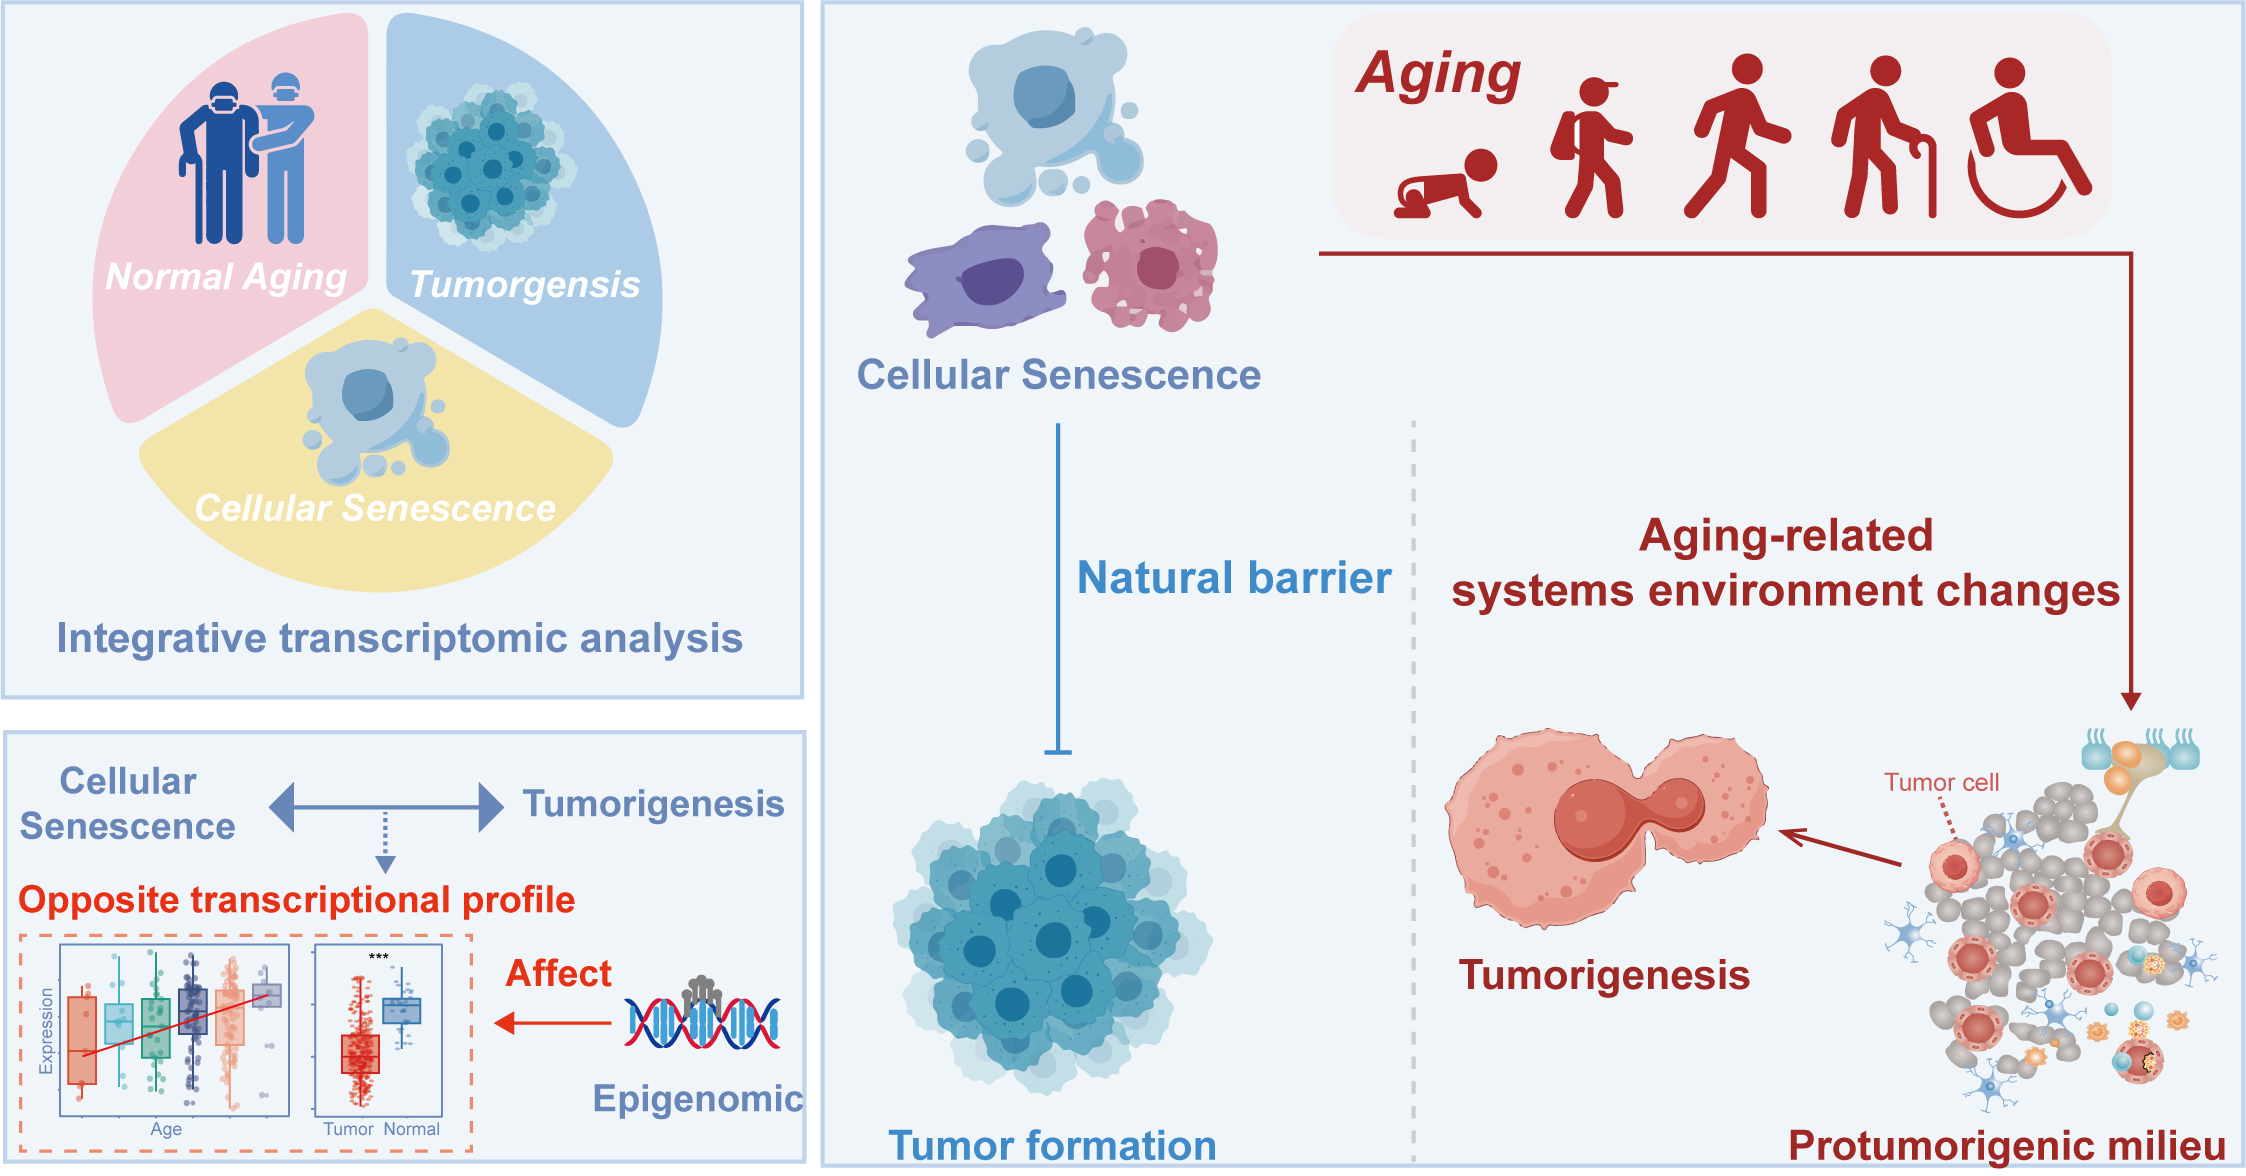 Normal Aging
Tumorgensis
Cellular Senescence
Integrative transcriptomic analysis
Cellular
Senescence
Tumorigenesis
Opposite transcriptional profile
Expression
Age
***
Tumor Normal
Affect
Epigenomic
Aging
Cellular Senescence
Natural barrier
Tumor formation
Aging-related
systems environment changes
Tumor cell
Tumorigenesis
Protumorigenic milieu